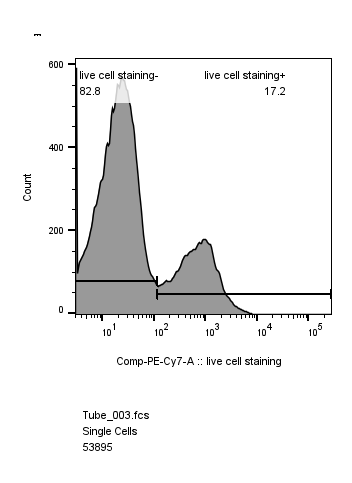 600
live cell staining- live cell staining+
82.8 17.2
400
Count
200
0
10^1 10^2 10^3 10^4 10^5
Comp-PE-Cy7-A :: live cell staining
Tube_003.fcs
Single Cells
53895